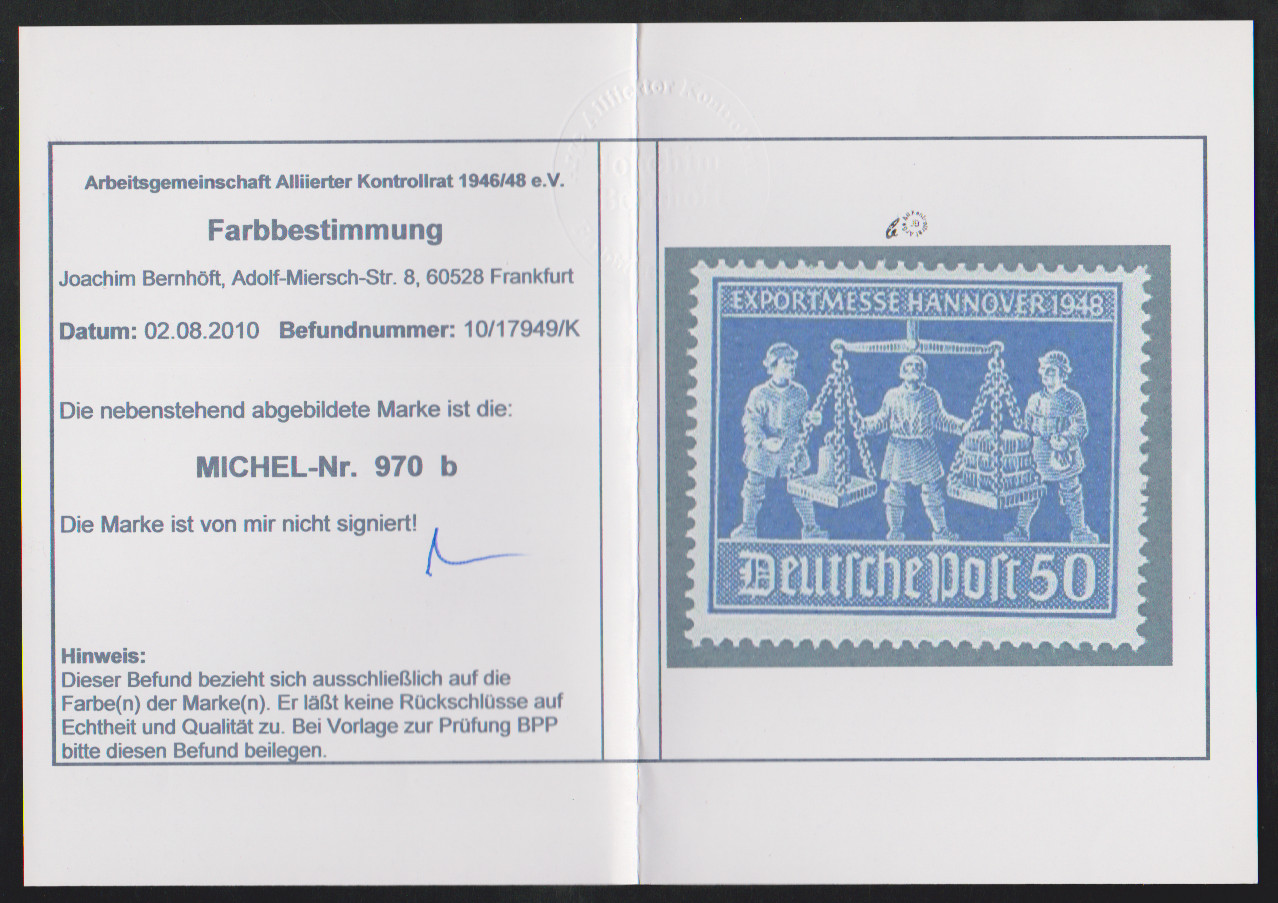 Arbeitsgemeinschaft Alliierter Kontrollrat 1946/48 e.V.
Farbbestimmung
Joachim Bernhöft, Adolf-Miersch-Str. 8, 60528 Frankfurt
Datum: 02.08.2010 Befundnummer: 10/17949/K
Die nebenstehend abgebildete Marke ist die:
MICHEL-Nr. 970 b
Die Marke ist von mir nicht signiert!
Hinweis:
Dieser Befund bezieht sich ausschließlich auf die
Farbe(n) der Marke(n). Er läßt keine Rückschlüsse auf
Echtheit und Qualität zu. Bei Vorlage zur Prüfung BPP
bitte diesen Befund beilegen.
Alliierter
Joachim
Bernhöft
EXPORTMESSE HANNOVER 1948
Deutsche Post 50